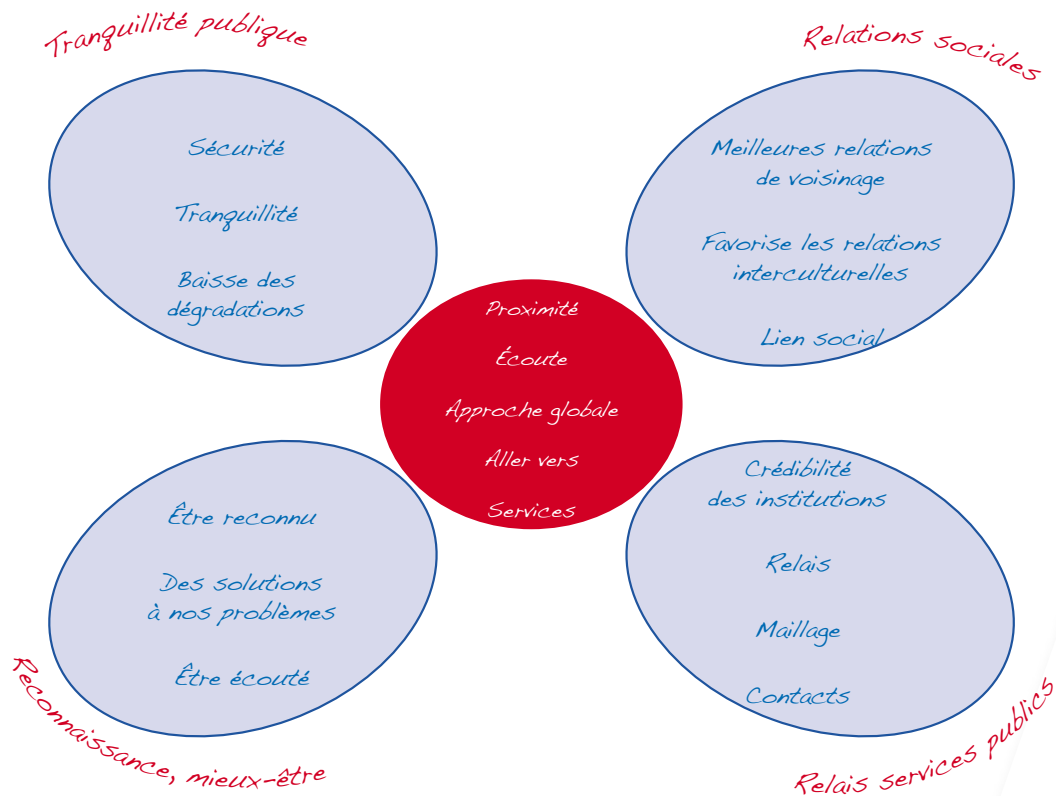 Tranquillité publique
Sécurité
Tranquillité
Baisse des
dégradations
Relations sociales
Meilleures relations
de voisinage
Favorise les relations
interculturelles
Lien social
Proximité
Écoute
Approche globale
Aller vers
Services
Être reconnu
Des solutions
à nos problèmes
Être écouté
Reconnaissance, mieux-être
Crédibilité
des institutions
Relais
Maillage
Contacts
Relais services publics